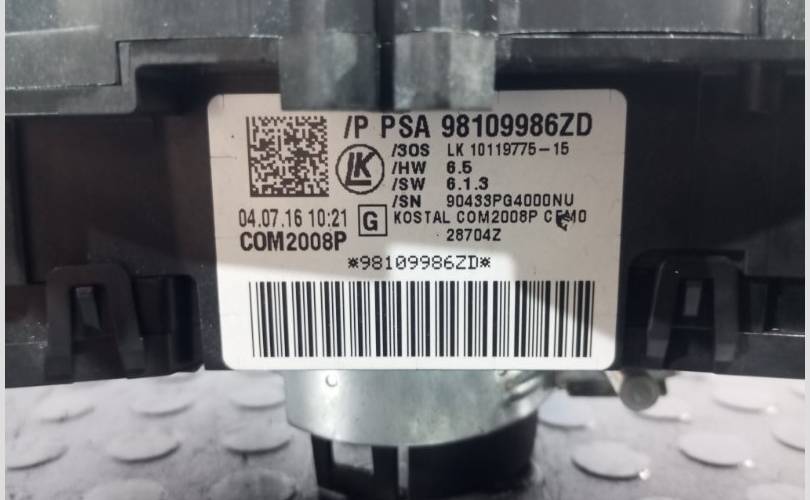 /P PSA 98109986ZD
/3OS LK 10119775-15
LK
/HW 6.5
/SW 6.1.3
/SN 90433PG4000NU
04.07.16 10:21 G KOSTAL COM2008P
COM2008P 28704Z
*98109986ZD*